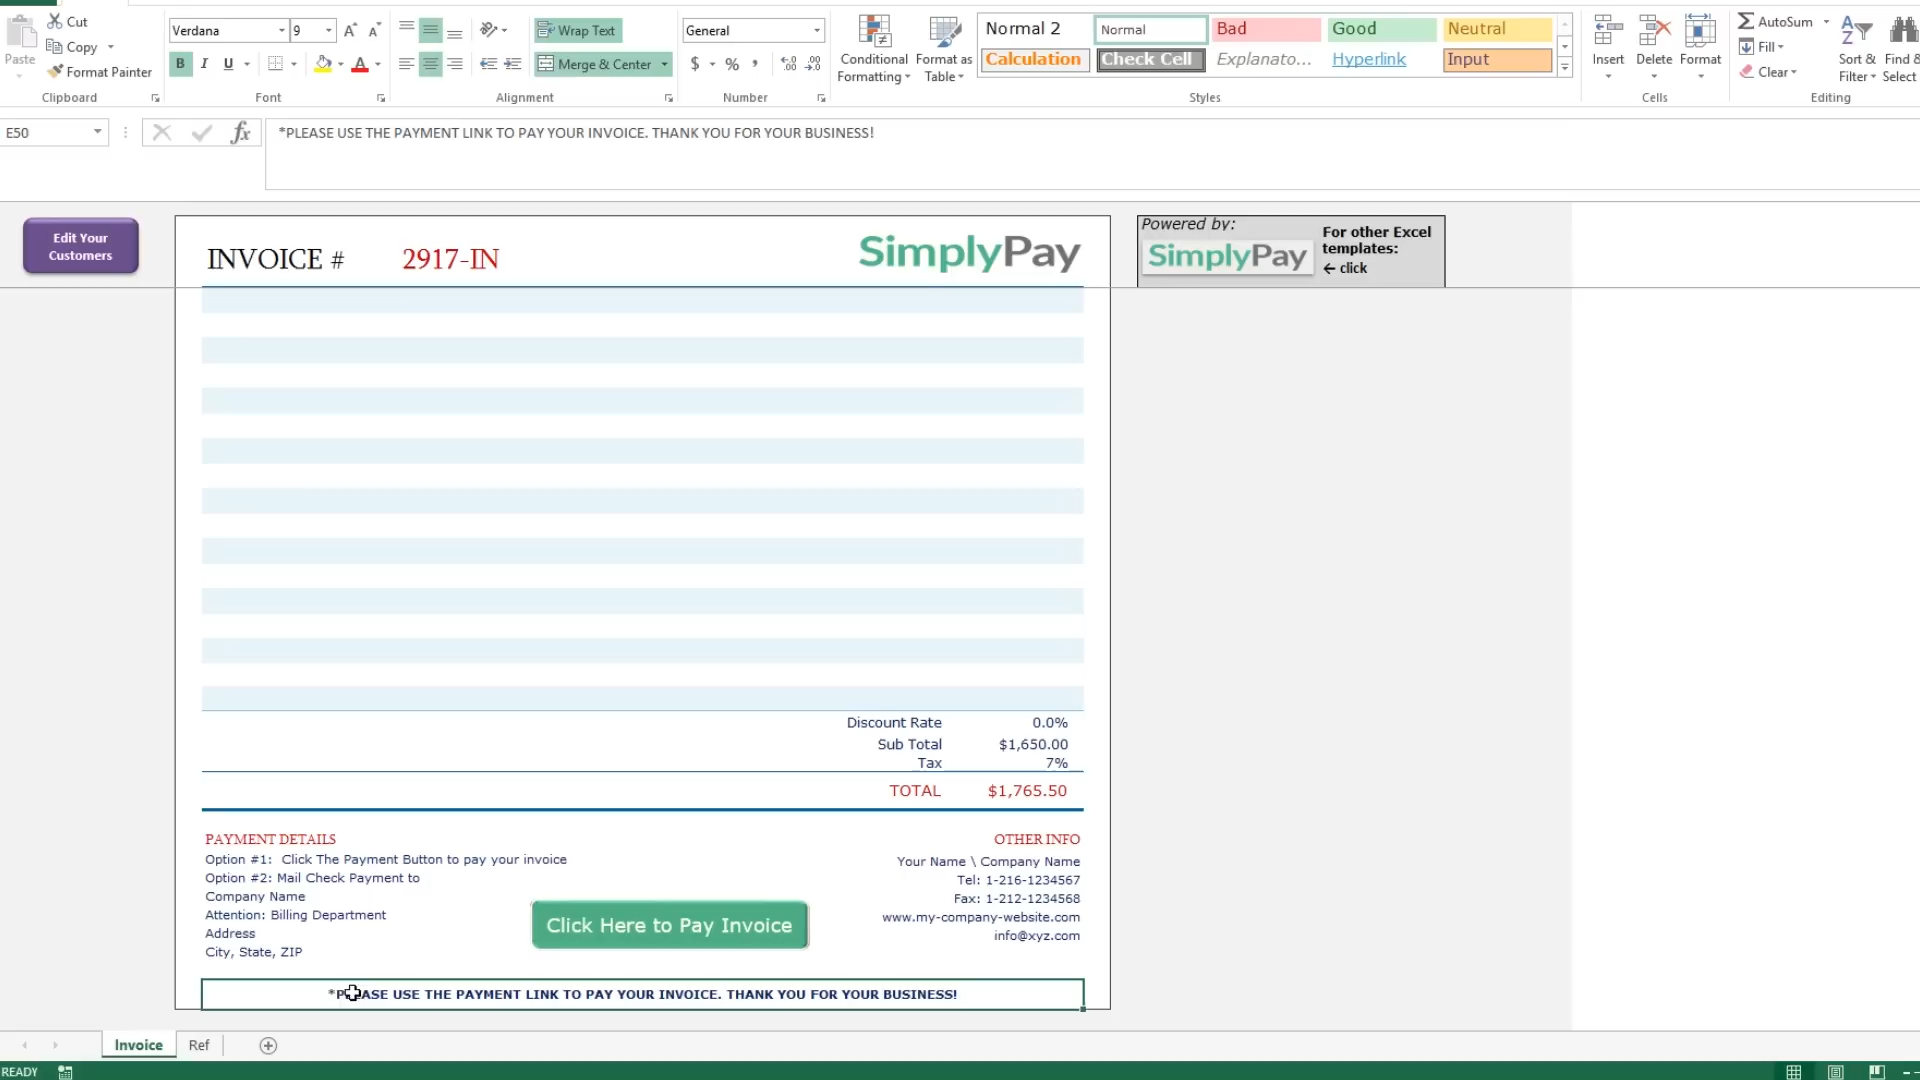 Cut
Copy
Format Painter
Paste
Clipboard
Verdana
9
B I U
Font
Wrap Text
Merge & Center
Alignment
General
$ % ,
Number
Conditional
Formatting
Format as
Table
Normal 2
Normal
Bad
Good
Neutral
Calculation
Check Cell
Explanato...
Hyperlink
Input
Styles
Insert
Delete
Format
Cells
AutoSum
Fill
Clear
Sort &
Filter
Find &
Select
Editing
E50
fx
*PLEASE USE THE PAYMENT LINK TO PAY YOUR INVOICE. THANK YOU FOR YOUR BUSINESS!
Edit Your
Customers
INVOICE # 2917-IN
SimplyPay
Powered by:
SimplyPay
For other Excel
templates:
← click
Discount Rate 0.0%
Sub Total $1,650.00
Tax 7%
TOTAL $1,765.50
PAYMENT DETAILS
Option #1: Click The Payment Button to pay your invoice
Option #2: Mail Check Payment to
Company Name
Attention: Billing Department
Address
City, State, ZIP
Click Here to Pay Invoice
OTHER INFO
Your Name \ Company Name
Tel: 1-216-1234567
Fax: 1-212-1234568
www.my-company-website.com
info@xyz.com
*PLEASE USE THE PAYMENT LINK TO PAY YOUR INVOICE. THANK YOU FOR YOUR BUSINESS!
Invoice
Ref
READY